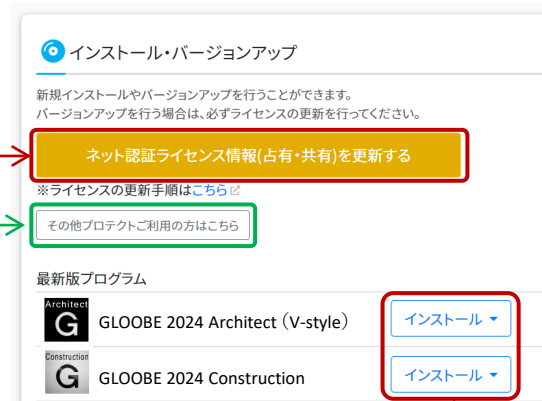 インストール・バージョンアップ
新規インストールやバージョンアップを行うことができます。
バージョンアップを行う場合は、必ずライセンスの更新を行ってください。
ネット認証ライセンス情報(占有・共有)を更新する
※ライセンスの更新手順はこちら
その他プロテクトご利用の方はこちら
最新版プログラム
Architect
G
GLOOBE 2024 Architect（V-style）
インストール
Construction
G
GLOOBE 2024 Construction
インストール